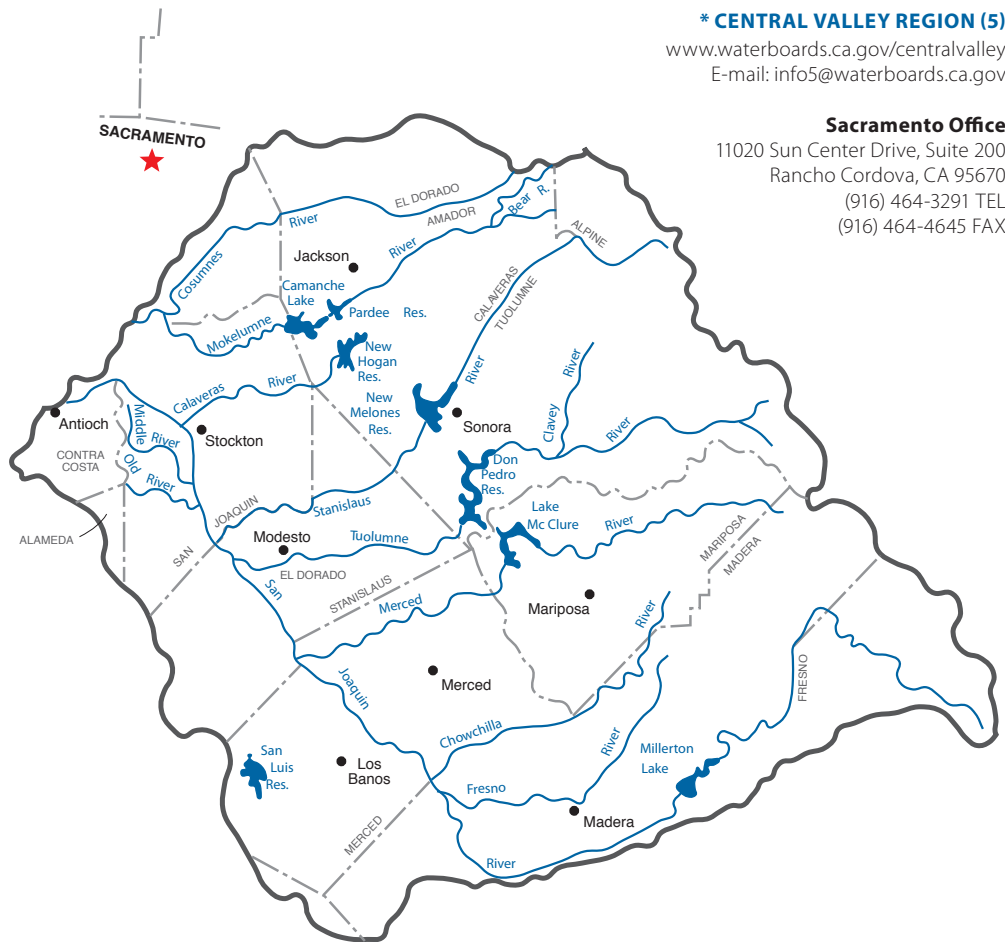 * CENTRAL VALLEY REGION (5)
www.waterboards.ca.gov/centralvalley
E-mail: info5@waterboards.ca.gov
Sacramento Office
11020 Sun Center Drive, Suite 200
Rancho Cordova, CA 95670
(916) 464-3291 TEL
(916) 464-4645 FAX
SACRAMENTO
EL DORADO
AMADOR
Bear R.
River
River
Cosumnes
Jackson
ALPINE
Camanche
Lake
Pardee Res.
CALAVERAS
TUOLUMNE
Mokelumne
New
Hogan
Res.
River
Calaveras
River
Clavey
River
New
Melones
Res.
Sonora
River
Antioch
Middle
River
Stockton
CONTRA
COSTA
Old
River
Don
Pedro
Res.
ALAMEDA
SAN
JOAQUIN
Stanislaus
Lake
Mc Clure
River
Modesto
Tuolumne
EL DORADO
STANISLAUS
MARIPOSA
MADERA
San
Merced
Mariposa
River
Joaquin
Merced
FRESNO
Chowchilla
River
San
Luis
Res.
Los
Banos
Millerton
Lake
Fresno
Madera
MERCED
River